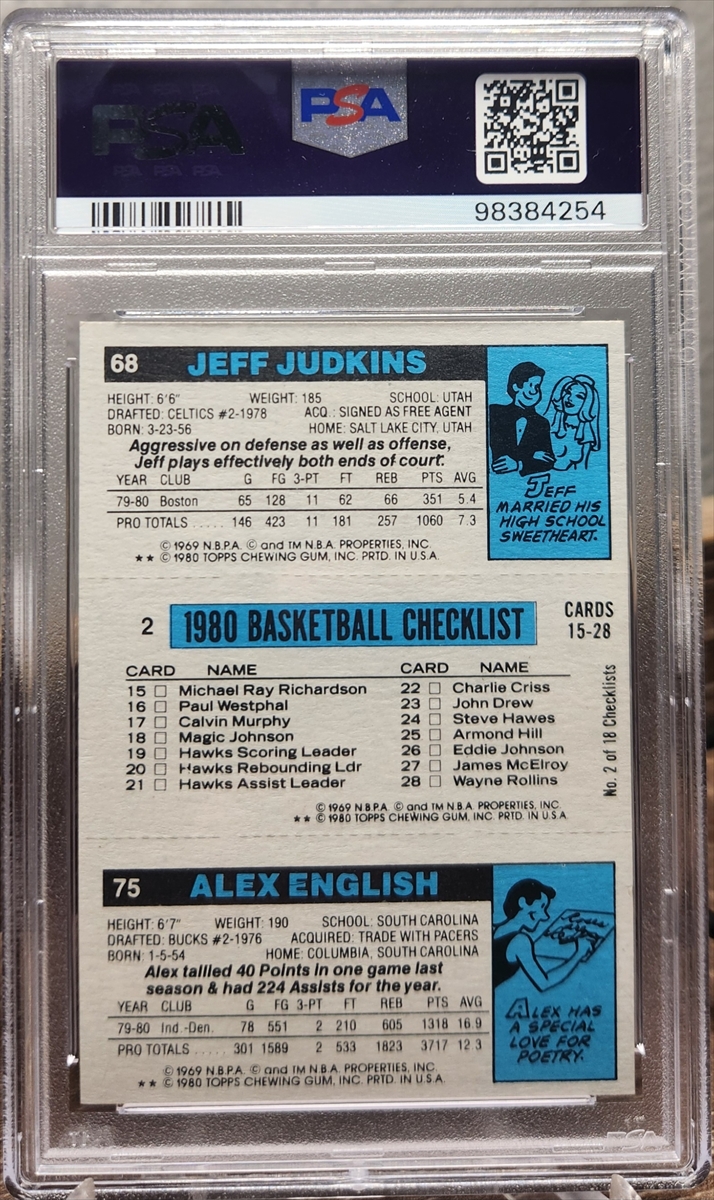 PSA
PSA
PSA PSA PSA
98384254
68 JEFF JUDKINS
HEIGHT: 6'6" WEIGHT: 185 SCHOOL: UTAH
DRAFTED: CELTICS #2-1978 ACQ.: SIGNED AS FREE AGENT
BORN: 3-23-56 HOME: SALT LAKE CITY, UTAH
Aggressive on defense as well as offense,
Jeff plays effectively both ends of court.
YEAR CLUB G FG 3-PT FT REB PTS AVG
79-80 Boston 65 128 11 62 66 351 5.4
PRO TOTALS ..... 146 423 11 181 257 1060 7.3
© 1969 N.B.P.A. © and TM N.B.A. PROPERTIES, INC.
★★ © 1980 TOPPS CHEWING GUM, INC. PRTD. IN U.S.A.
JEFF
MARRIED HIS
HIGH SCHOOL
SWEETHEART.
2 1980 BASKETBALL CHECKLIST CARDS
15-28
CARD NAME
15 □ Michael Ray Richardson
16 □ Paul Westphal
17 □ Calvin Murphy
18 □ Magic Johnson
19 □ Hawks Scoring Leader
20 □ Hawks Rebounding Ldr
21 □ Hawks Assist Leader
CARD NAME
22 □ Charlie Criss
23 □ John Drew
24 □ Steve Hawes
25 □ Armond Hill
26 □ Eddie Johnson
27 □ James McElroy
28 □ Wayne Rollins
No. 2 of 18 Checklists
© 1969 N.B.P.A. © and TM N.B.A. PROPERTIES, INC.
★★ © 1980 TOPPS CHEWING GUM, INC. PRTD. IN U.S.A.
75 ALEX ENGLISH
HEIGHT: 6'7" WEIGHT: 190 SCHOOL: SOUTH CAROLINA
DRAFTED: BUCKS #2-1976 ACQUIRED: TRADE WITH PACERS
BORN: 1-5-54 HOME: COLUMBIA, SOUTH CAROLINA
Alex tallied 40 Points in one game last
season & had 224 Assists for the year.
YEAR CLUB G FG 3-PT FT REB PTS AVG
79-80 Ind.-Den. 78 551 2 210 605 1318 16.9
PRO TOTALS ..... 301 1589 2 533 1823 3717 12.3
© 1969 N.B.P.A. © and TM N.B.A. PROPERTIES, INC.
★★ © 1980 TOPPS CHEWING GUM, INC. PRTD. IN U.S.A.
ALEX HAS
A SPECIAL
LOVE FOR
POETRY.